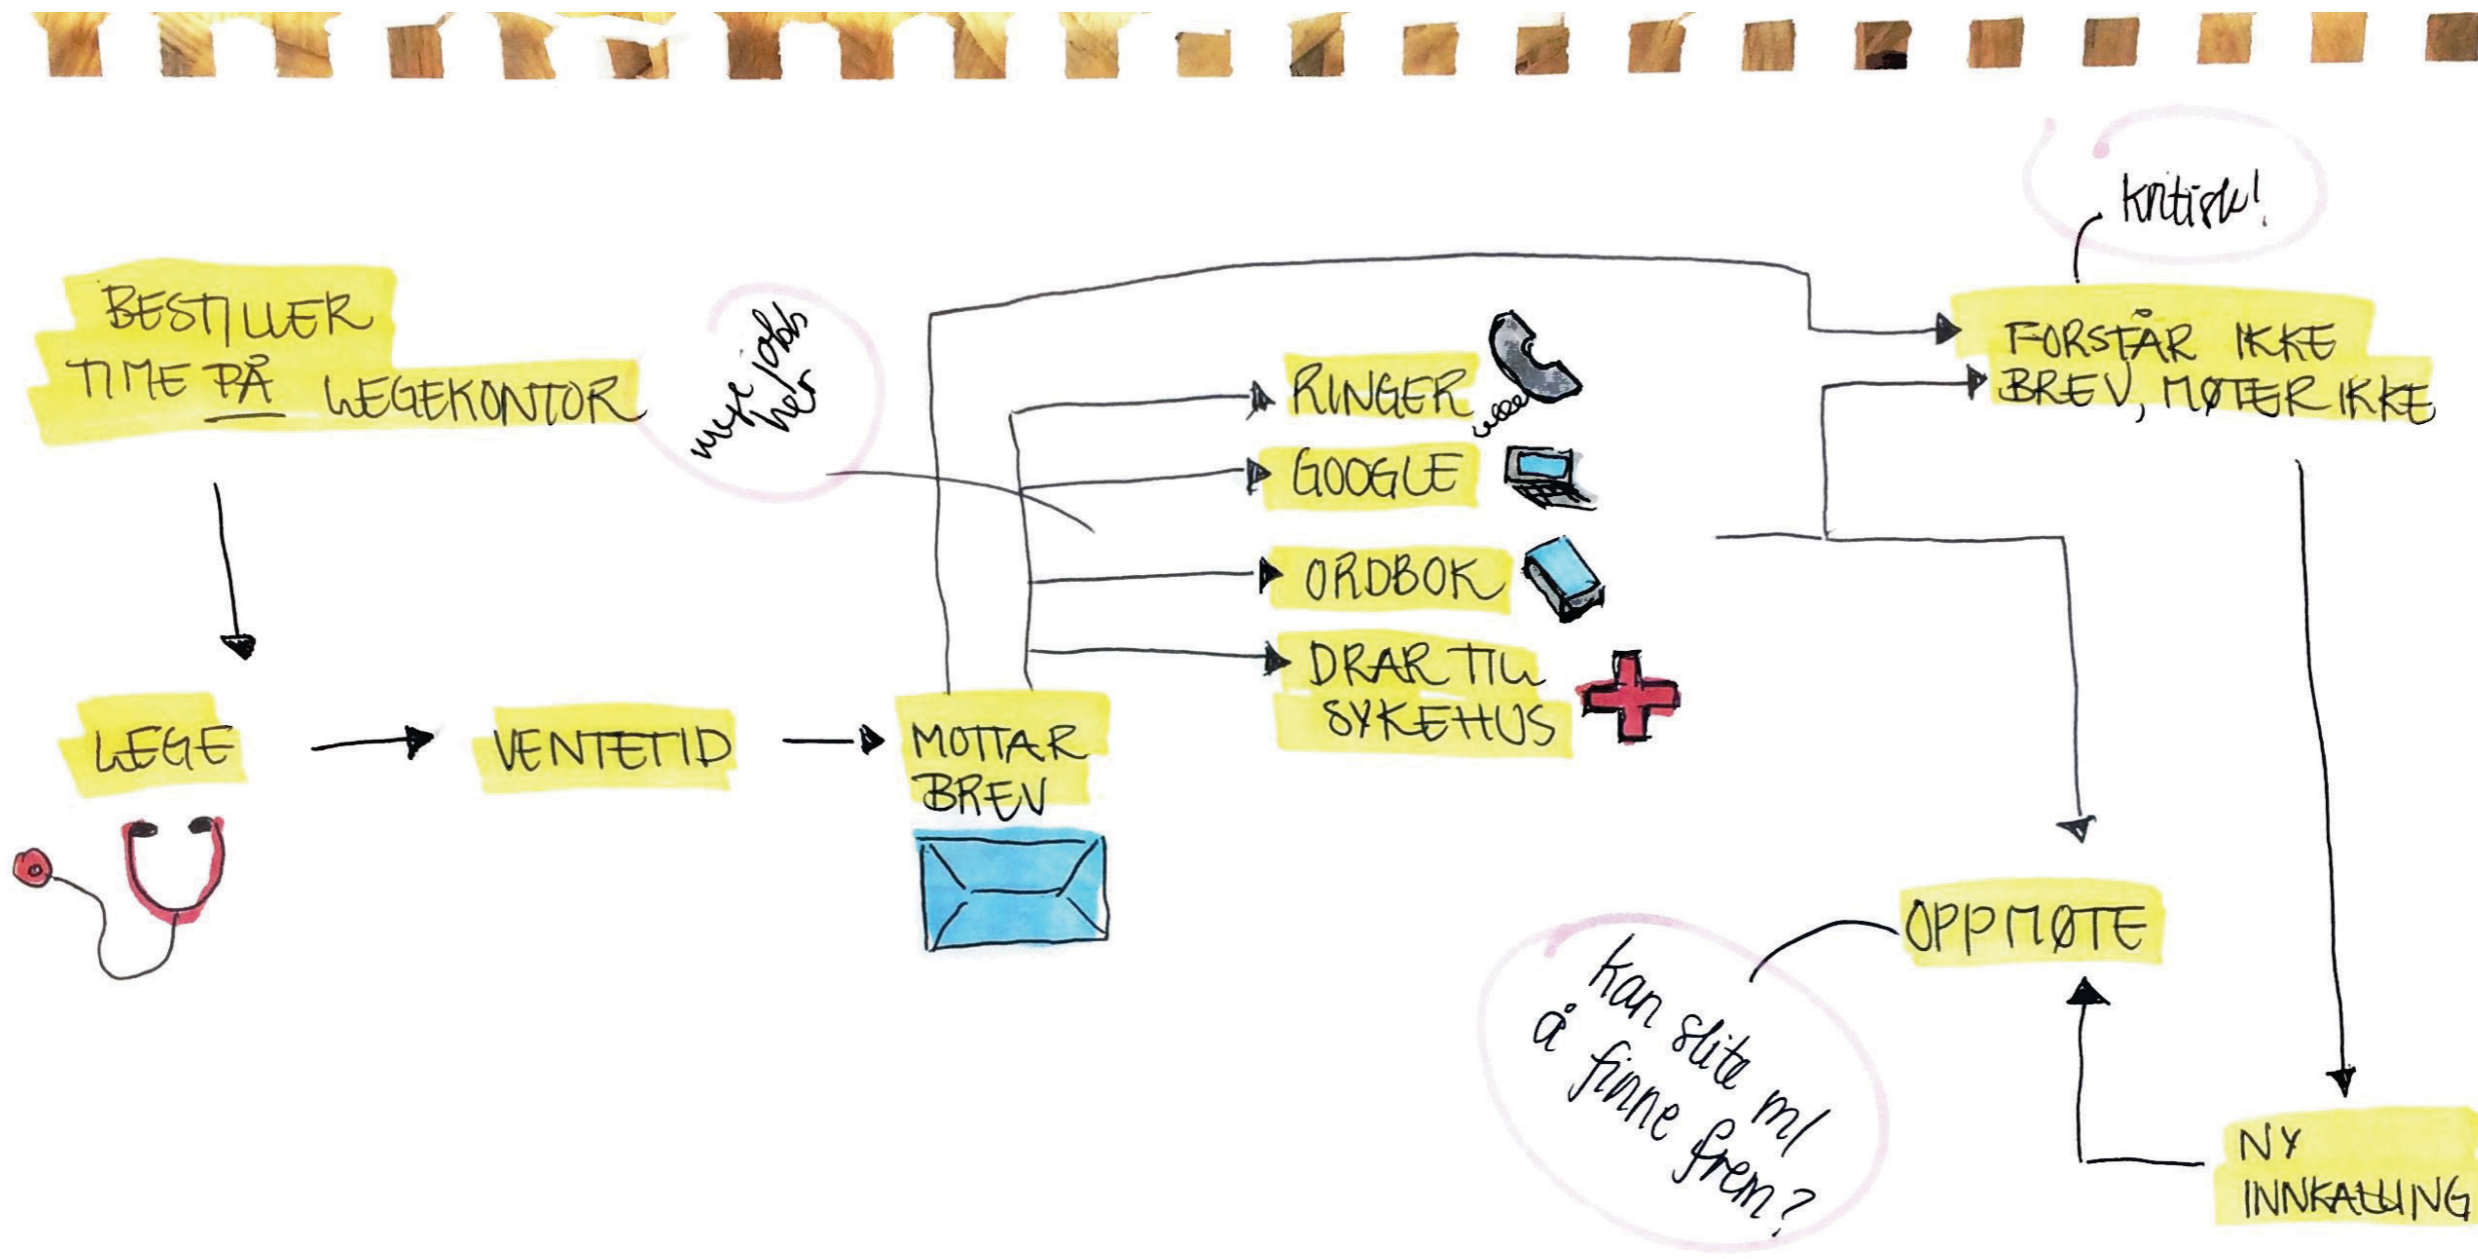 BESTILLER
TIME PÅ LEGEKONTOR
LEGE
VENTETID
MOTTAR
BREV
mye jobb
her
RINGER
GOOGLE
ORDBOK
DRAR TIL
SYKEHUS
kritisk!
FORSTÅR IKKE
BREV, MØTER IKKE
OPPMØTE
kan slite m/
å finne frem?
NY
INNKALLING